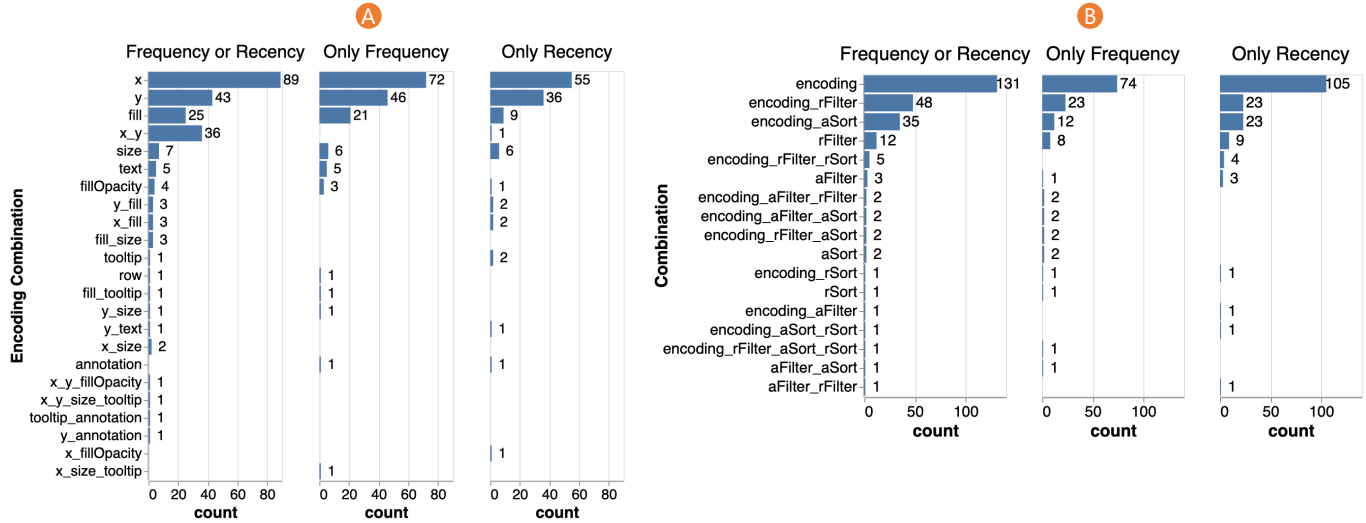 A
Frequency or Recency Only Frequency Only Recency
Encoding Combination
x 89 72 55
y 43 46 36
fill 25 21 9
x_y 36 1
size 7 6 6
text 5 5
fillOpacity 4 3 1
y_fill 3 2
x_fill 3 2
fill_size 3
tooltip 1 2
row 1 1
fill_tooltip 1 1
y_size 1 1
y_text 1 1
x_size 2
annotation 1 1
x_y_fillOpacity 1
x_y_size_tooltip 1
tooltip_annotation 1
y_annotation 1
x_fillOpacity 1
x_size_tooltip 1
0 20 40 60 80 0 20 40 60 80 0 20 40 60 80
count count count
B
Frequency or Recency Only Frequency Only Recency
Combination
encoding 131 74 105
encoding_rFilter 48 23 23
encoding_aSort 35 12 23
rFilter 12 8 9
encoding_rFilter_rSort 5 4
aFilter 3 1 3
encoding_aFilter_rFilter 2 2
encoding_aFilter_aSort 2 2
encoding_rFilter_aSort 2 2
aSort 2 2
encoding_rSort 1 1 1
rSort 1 1
encoding_aFilter 1 1
encoding_aSort_rSort 1 1
encoding_rFilter_aSort_rSort 1 1
aFilter_aSort 1 1
aFilter_rFilter 1 1
0 50 100 0 50 100 0 50 100
count count count